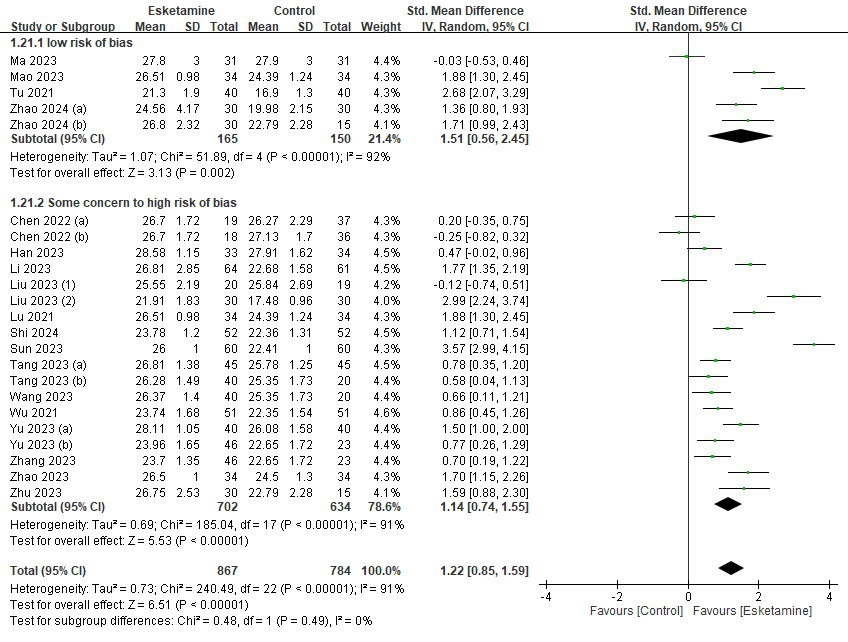 Esketamine Control Std. Mean Difference Std. Mean Difference
Study or Subgroup Mean SD Total Mean SD Total Weight IV, Random, 95% CI IV, Random, 95% CI
1.21.1 low risk of bias
Ma 2023 27.8 3 31 27.9 3 31 4.4% -0.03 [-0.53, 0.46]
Mao 2023 26.51 0.98 34 24.39 1.24 34 4.3% 1.88 [1.30, 2.45]
Tu 2021 21.3 1.9 40 16.9 1.3 40 4.3% 2.68 [2.07, 3.29]
Zhao 2024 (a) 24.56 4.17 30 19.98 2.15 30 4.3% 1.36 [0.80, 1.93]
Zhao 2024 (b) 26.8 2.32 30 22.79 2.28 15 4.1% 1.71 [0.99, 2.43]
Subtotal (95% CI) 165 150 21.4% 1.51 [0.56, 2.45]
Heterogeneity: Tau² = 1.07; Chi² = 51.89, df = 4 (P < 0.00001); I² = 92%
Test for overall effect: Z = 3.13 (P = 0.002)
1.21.2 Some concern to high risk of bias
Chen 2022 (a) 26.7 1.72 19 26.27 2.29 37 4.3% 0.20 [-0.35, 0.75]
Chen 2022 (b) 26.7 1.72 18 27.13 1.7 36 4.3% -0.25 [-0.82, 0.32]
Han 2023 28.58 1.15 33 27.91 1.62 34 4.4% 0.47 [-0.02, 0.96]
Li 2023 26.81 2.85 64 22.68 1.58 61 4.5% 1.77 [1.35, 2.19]
Liu 2023 (1) 25.55 2.19 20 25.84 2.69 19 4.2% -0.12 [-0.74, 0.51]
Liu 2023 (2) 21.91 1.83 30 17.48 0.96 30 4.1% 2.99 [2.24, 3.74]
Lu 2021 26.51 0.98 34 24.39 1.24 34 4.3% 1.88 [1.30, 2.45]
Shi 2024 23.78 1.2 52 22.36 1.31 52 4.5% 1.12 [0.71, 1.54]
Sun 2023 26 1 60 22.41 1 60 4.3% 3.57 [2.99, 4.15]
Tang 2023 (a) 26.81 1.38 45 25.78 1.25 45 4.5% 0.78 [0.35, 1.20]
Tang 2023 (b) 26.28 1.49 40 25.35 1.73 20 4.4% 0.58 [0.04, 1.13]
Wang 2023 26.37 1.4 40 25.35 1.73 20 4.3% 0.66 [0.11, 1.21]
Wu 2021 23.74 1.68 51 22.35 1.54 51 4.5% 0.86 [0.45, 1.26]
Yu 2023 (a) 28.11 1.05 40 26.08 1.58 40 4.4% 1.50 [1.00, 2.00]
Yu 2023 (b) 23.96 1.65 46 22.65 1.72 23 4.4% 0.77 [0.26, 1.29]
Zhang 2023 23.7 1.35 46 22.65 1.72 23 4.4% 0.70 [0.19, 1.22]
Zhao 2023 26.5 1 34 24.5 1.3 34 4.3% 1.70 [1.15, 2.26]
Zhu 2023 26.75 2.53 30 22.79 2.28 15 4.1% 1.59 [0.88, 2.30]
Subtotal (95% CI) 702 634 78.6% 1.14 [0.74, 1.55]
Heterogeneity: Tau² = 0.69; Chi² = 185.04, df = 17 (P < 0.00001); I² = 91%
Test for overall effect: Z = 5.53 (P < 0.00001)
Total (95% CI) 867 784 100.0% 1.22 [0.85, 1.59]
Heterogeneity: Tau² = 0.73; Chi² = 240.49, df = 22 (P < 0.00001); I² = 91%
Test for overall effect: Z = 6.51 (P < 0.00001)
Test for subgroup differences: Chi² = 0.48, df = 1 (P = 0.49), I² = 0%
-4 -2 0 2 4
Favours [Control] Favours [Esketamine]